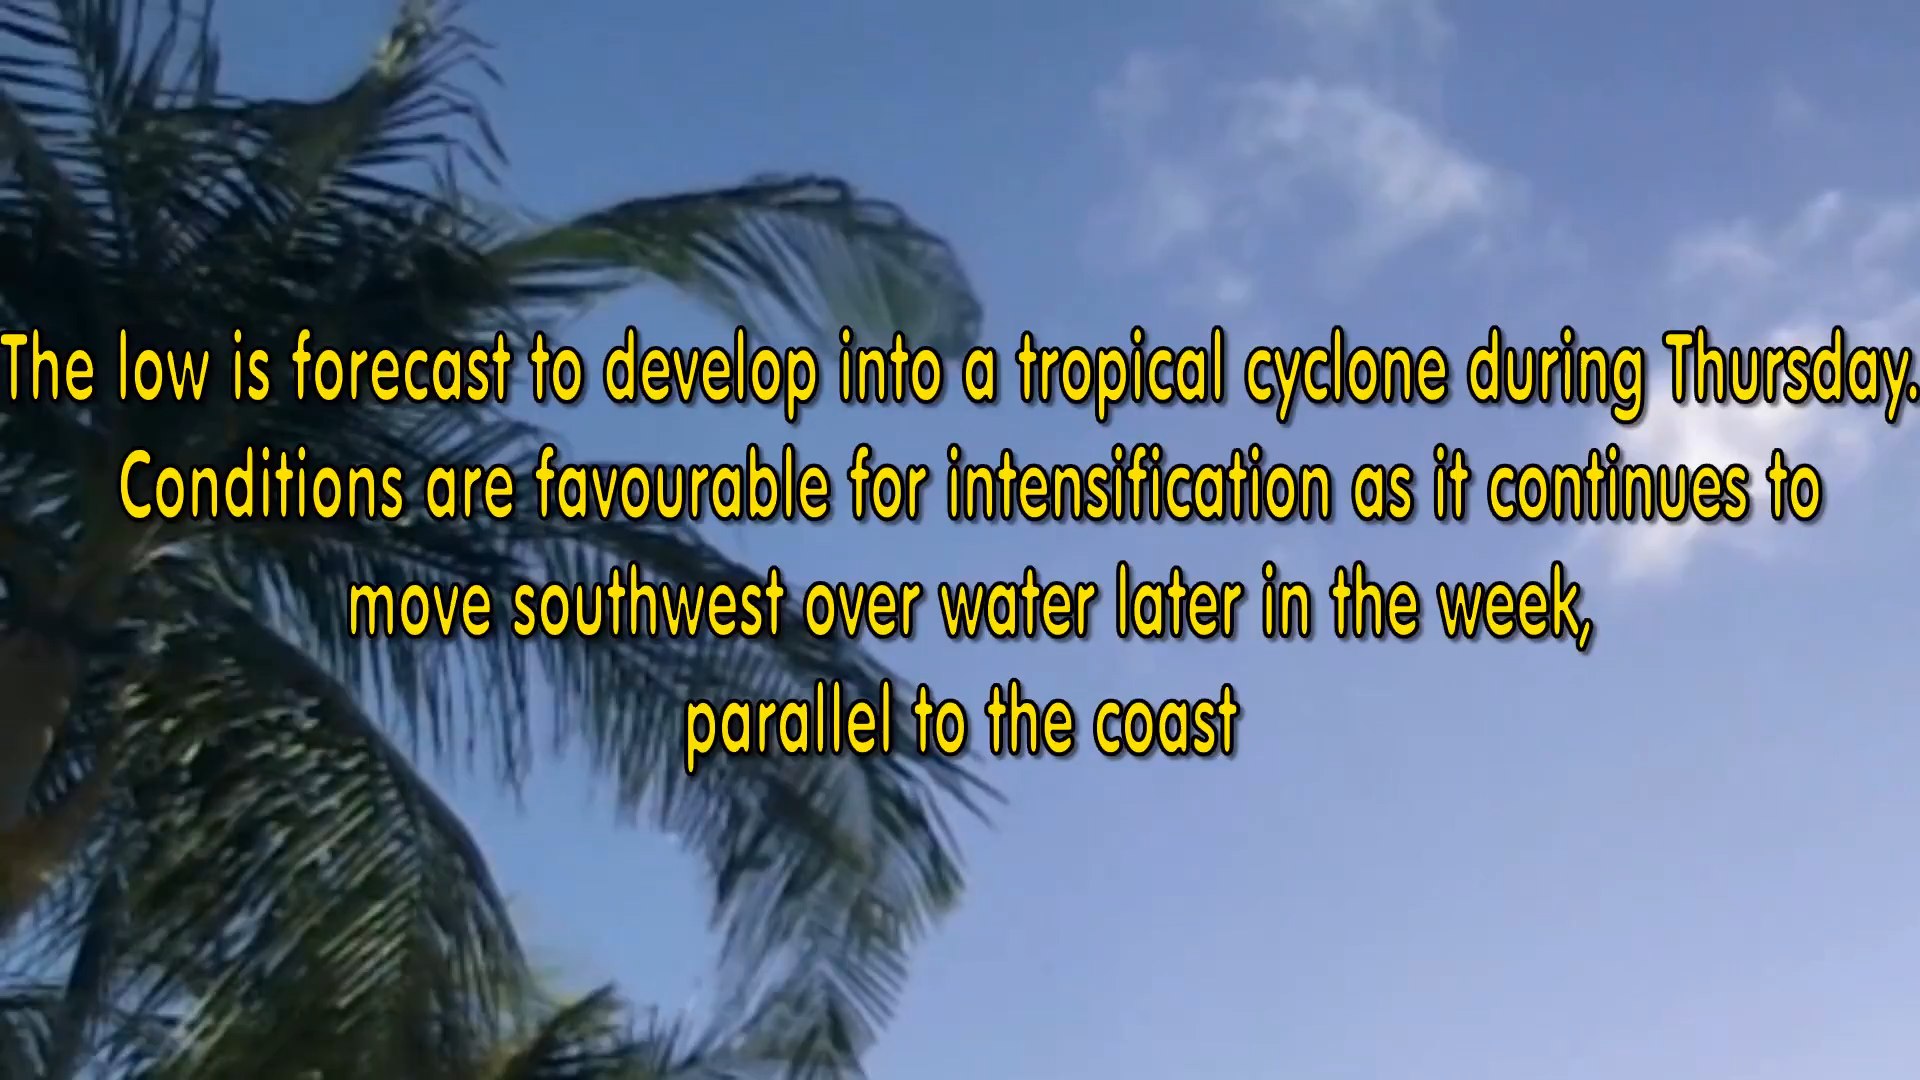 The low is forecast to develop into a tropical cyclone during Thursday.
Conditions are favourable for intensification as it continues to
move southwest over water later in the week,
parallel to the coast